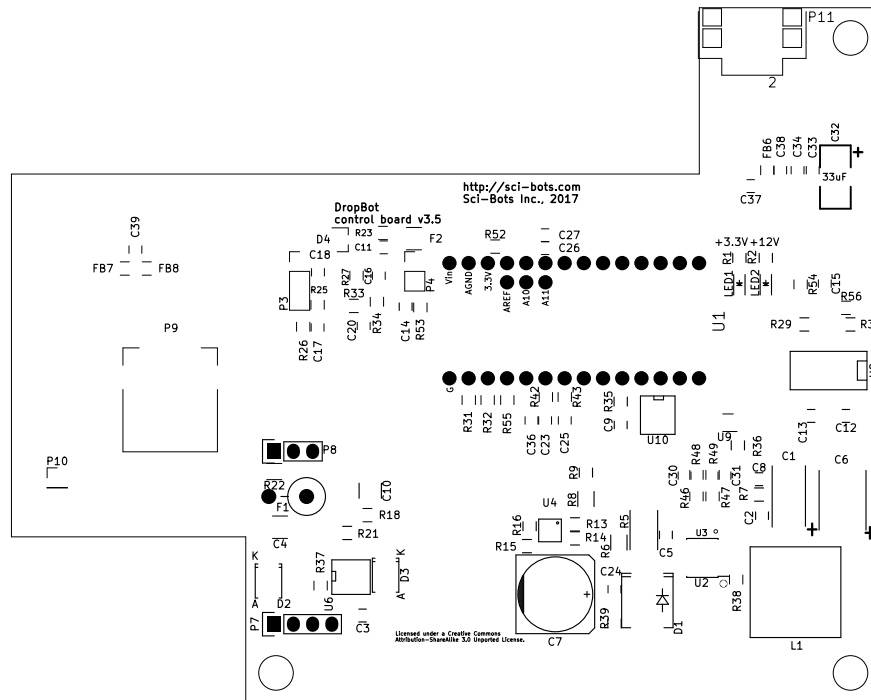 P11
2
C32
+
FB6
C38
C34
C33
33uF
C37
http://sci-bots.com
Sci-Bots Inc., 2017
DropBot
control board v3.5
R23
C11
D4
C18
F2
R52
C27
C26
+3.3V
+12V
R1
R2
C39
FB7
FB8
R27
C16
P4
Vin
AGND
3.3V
AREF
A10
A11
LED1
LED2
R54
C15
R56
P3
R25
R33
C20
R34
C14
R53
U1
R29
R26
C17
P9
G
R31
R32
R55
R42
R43
R35
C9
C36
C23
C25
U10
U9
C13
C12
P8
P10
R22
F1
C10
R18
R21
C4
R9
R8
C30
R48
R49
C31
R36
C8
C1
C6
R46
R47
R7
C2
U4
R16
R13
R14
R15
R5
R6
C5
U3
U2
+
+
K
K
A
D2
R37
U6
D3
A
C24
R39
+
D1
R38
L1
P7
C3
C7
Licensed under a Creative Commons
Attribution-ShareAlike 3.0 Unported License.